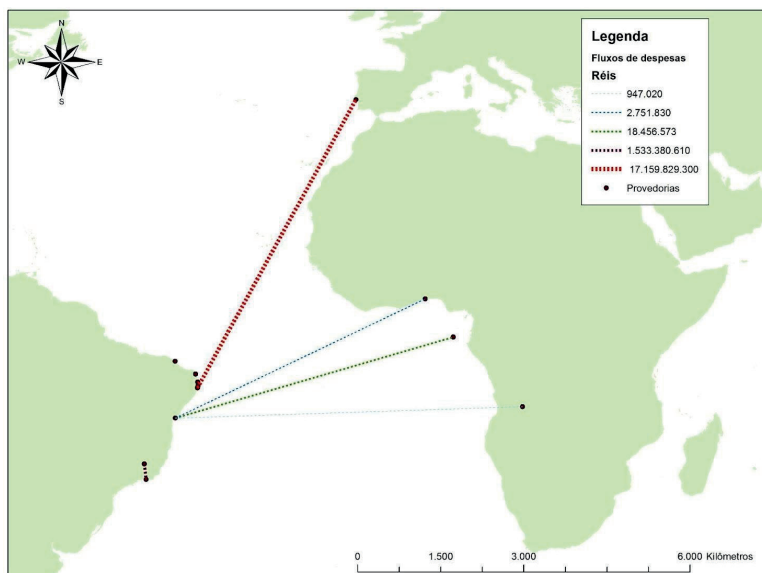 N
W E
S
Legenda
Fluxos de despesas
Réis
947.020
2.751.830
18.456.573
1.533.380.610
17.159.829.300
Provedorias
0 1.500 3.000 6.000 Kilômetros